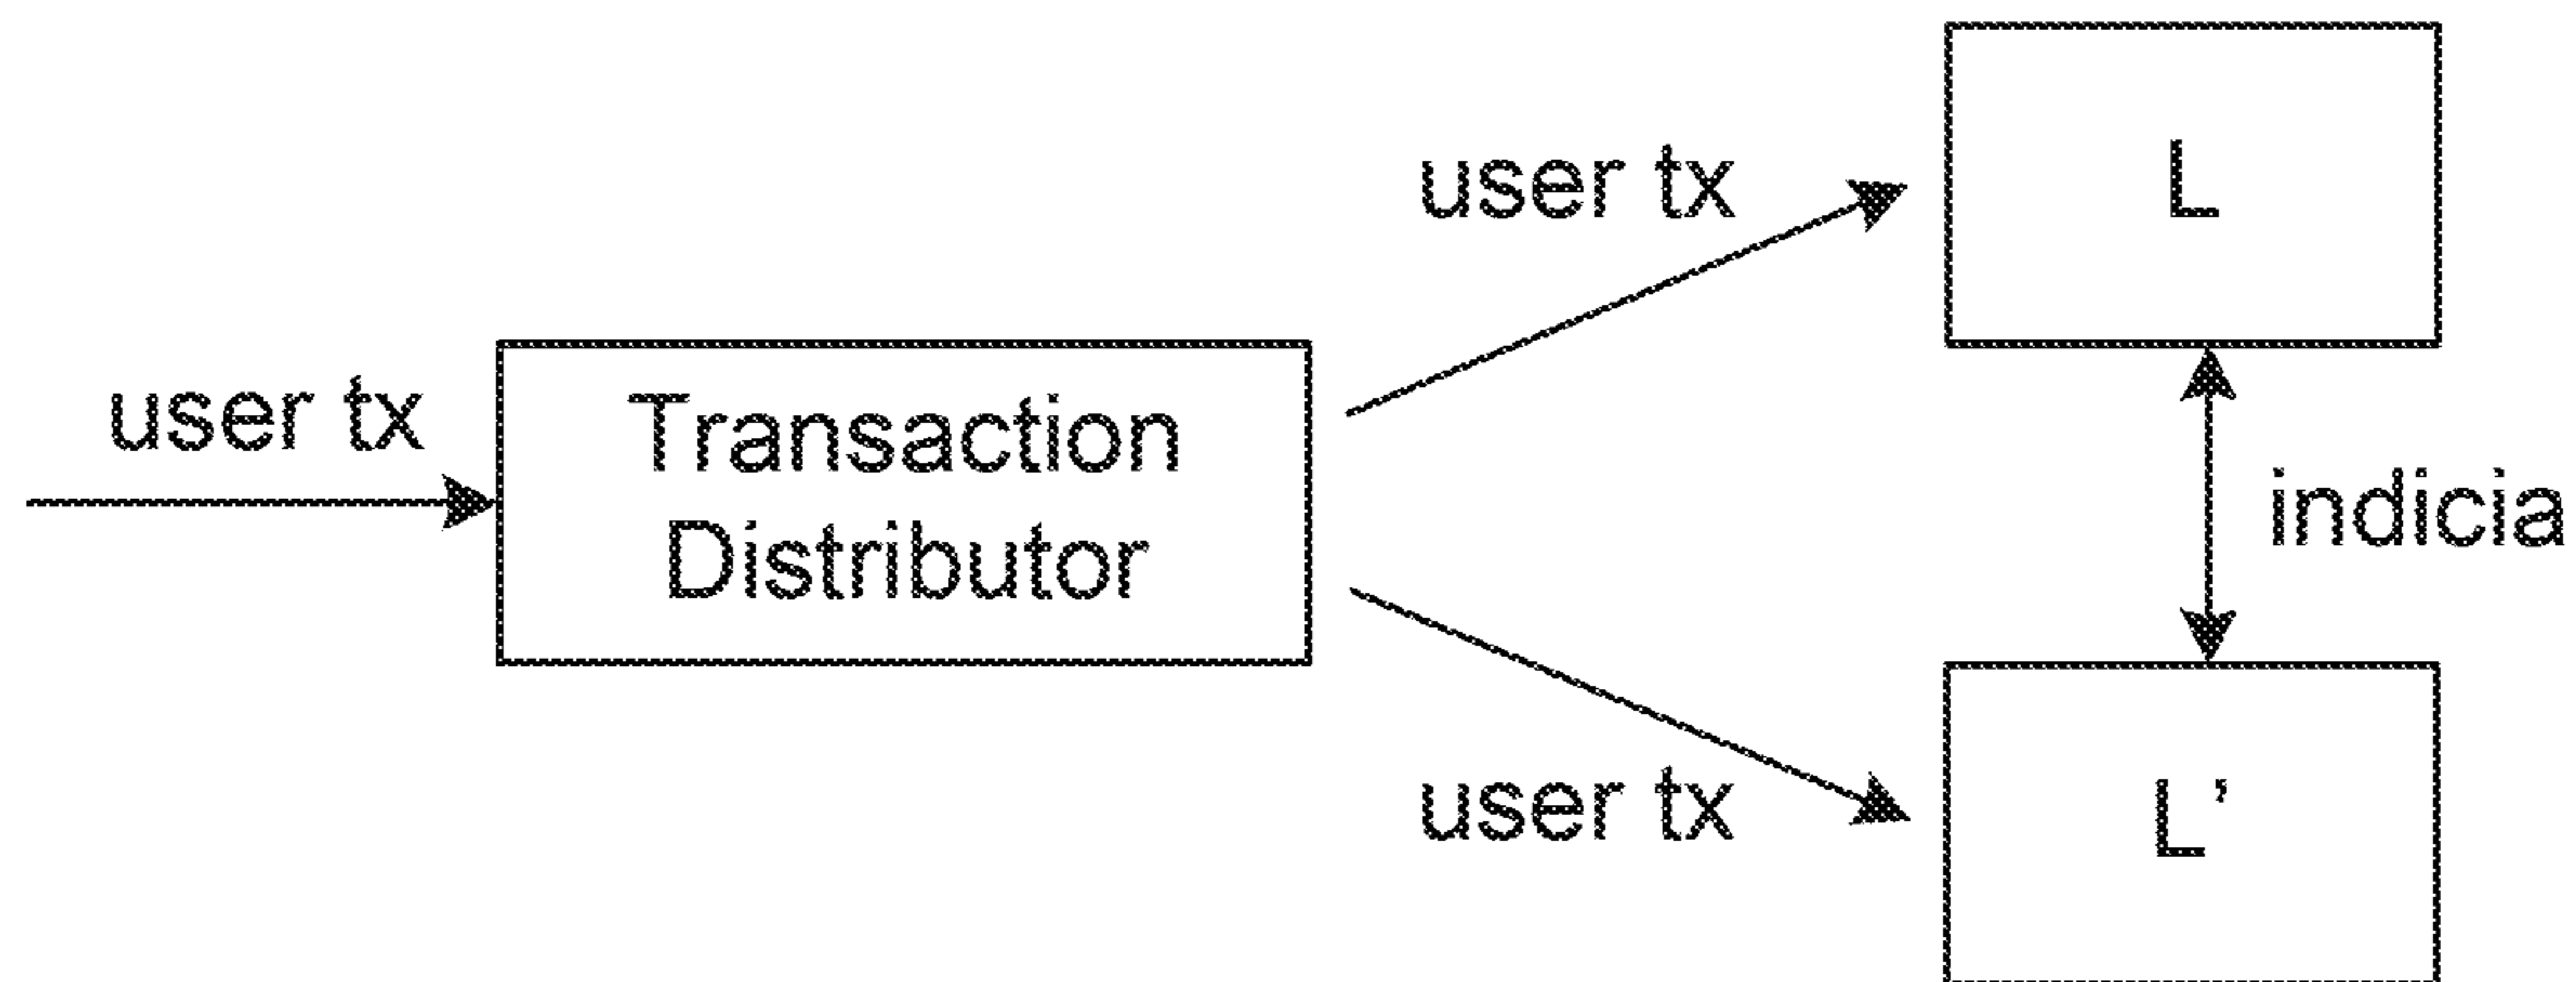 user tx
Transaction
Distributor
user tx
L
indicia
user tx
L’